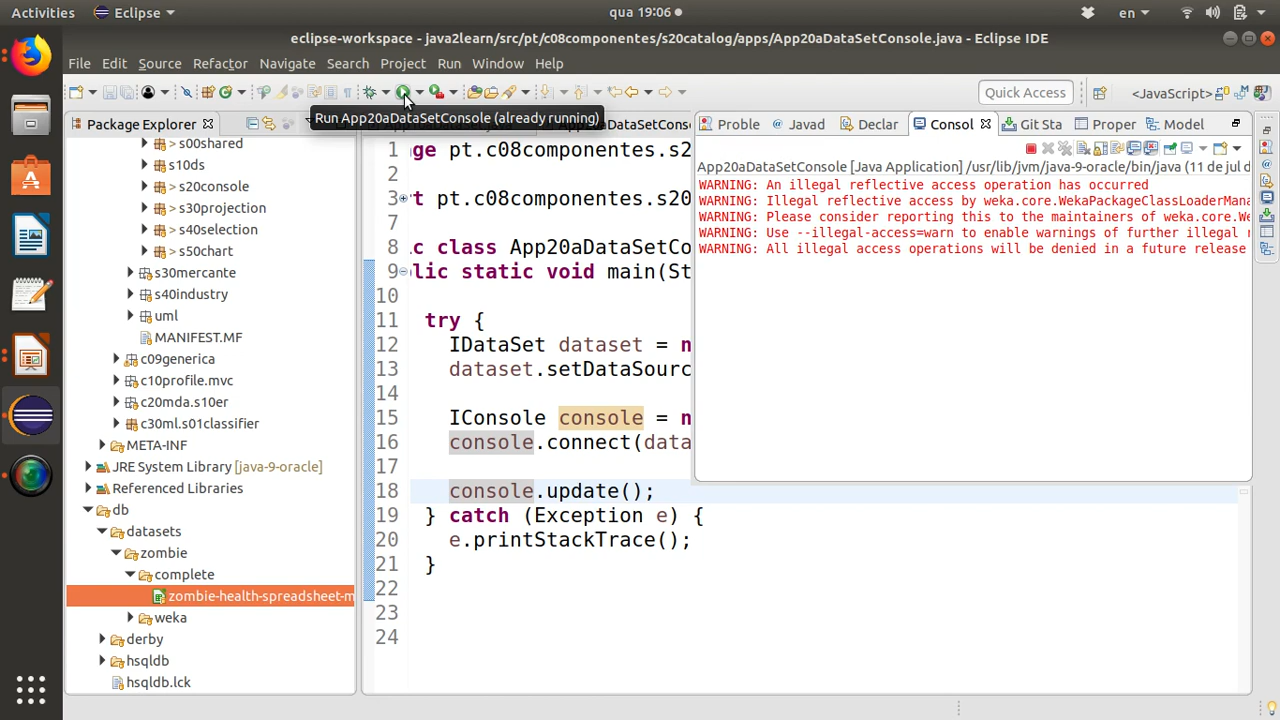 Activities Eclipse qua 19:06 en
eclipse-workspace - java2learn/src/pt/c08componentes/s20catalog/apps/App20aDataSetConsole.java - Eclipse IDE
File Edit Source Refactor Navigate Search Project Run Window Help
Quick Access <JavaScript>
Run App20aDataSetConsole (already running)
Package Explorer
DataSetConso
Proble Javad Declar Consol Git Sta Proper Model
> s00shared
s10ds
> s20console
> s30projection
> s40selection
> s50chart
s30mercante
s40industry
uml
MANIFEST.MF
c09generica
c10profile.mvc
c20mda.s10er
c30ml.s01classifier
META-INF
JRE System Library [java-9-oracle]
Referenced Libraries
db
datasets
zombie
complete
zombie-health-spreadsheet-m
weka
derby
hsqldb
hsqldb.lck
1 ge pt.c08componentes.s2
2
3 t pt.c08componentes.s20
7
8 c class App20aDataSetCo
9 lic static void main(St
10
11 try {
12 IDataSet dataset = n
13 dataset.setDataSourc
14
15 IConsole console = n
16 console.connect(data
17
18 console.update();
19 } catch (Exception e) {
20 e.printStackTrace();
21 }
22
23
24
App20aDataSetConsole [Java Application] /usr/lib/jvm/java-9-oracle/bin/java (11 de jul d
WARNING: An illegal reflective access operation has occurred
WARNING: Illegal reflective access by weka.core.WekaPackageClassLoaderMana
WARNING: Please consider reporting this to the maintainers of weka.core.We
WARNING: Use --illegal-access=warn to enable warnings of further illegal r
WARNING: All illegal access operations will be denied in a future release